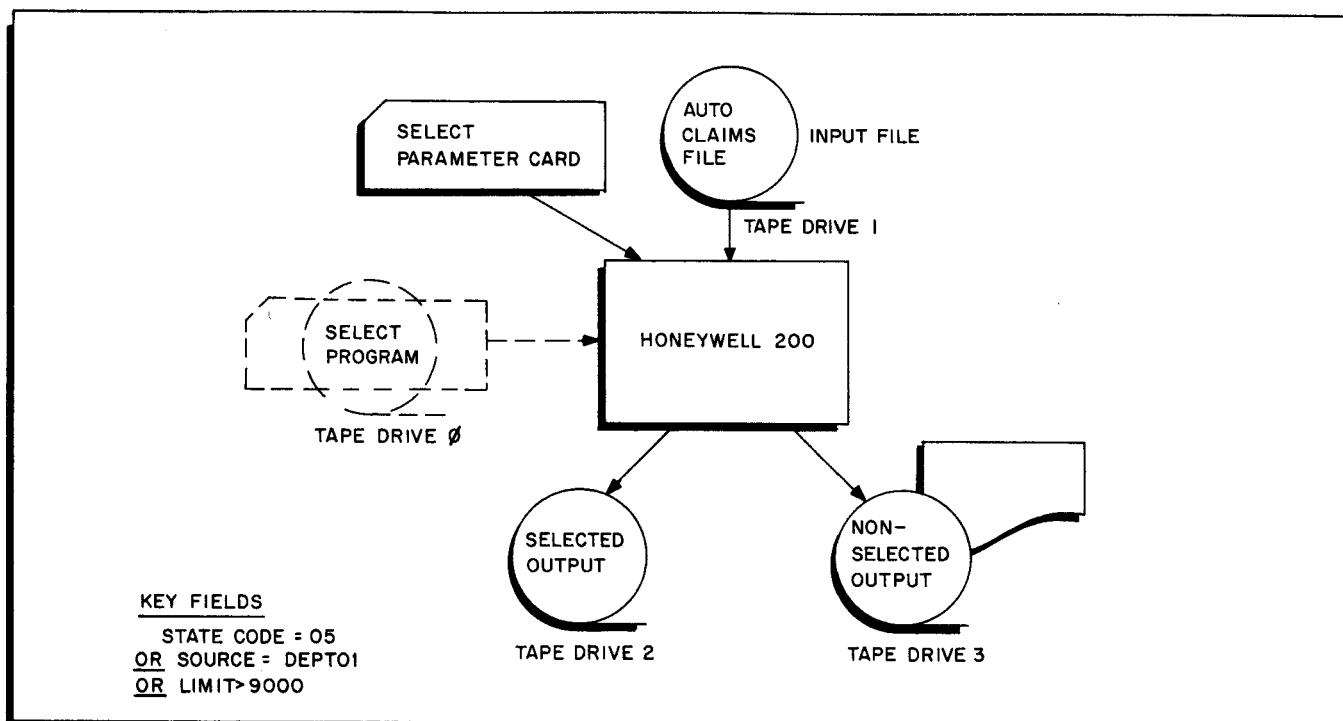 SELECT
PARAMETER CARD
AUTO
CLAIMS
FILE
INPUT FILE
TAPE DRIVE 1
SELECT
PROGRAM
TAPE DRIVE Ø
HONEYWELL 200
SELECTED
OUTPUT
TAPE DRIVE 2
NON-
SELECTED
OUTPUT
TAPE DRIVE 3
KEY FIELDS
STATE CODE = 05
OR SOURCE = DEPT01
OR LIMIT>9000